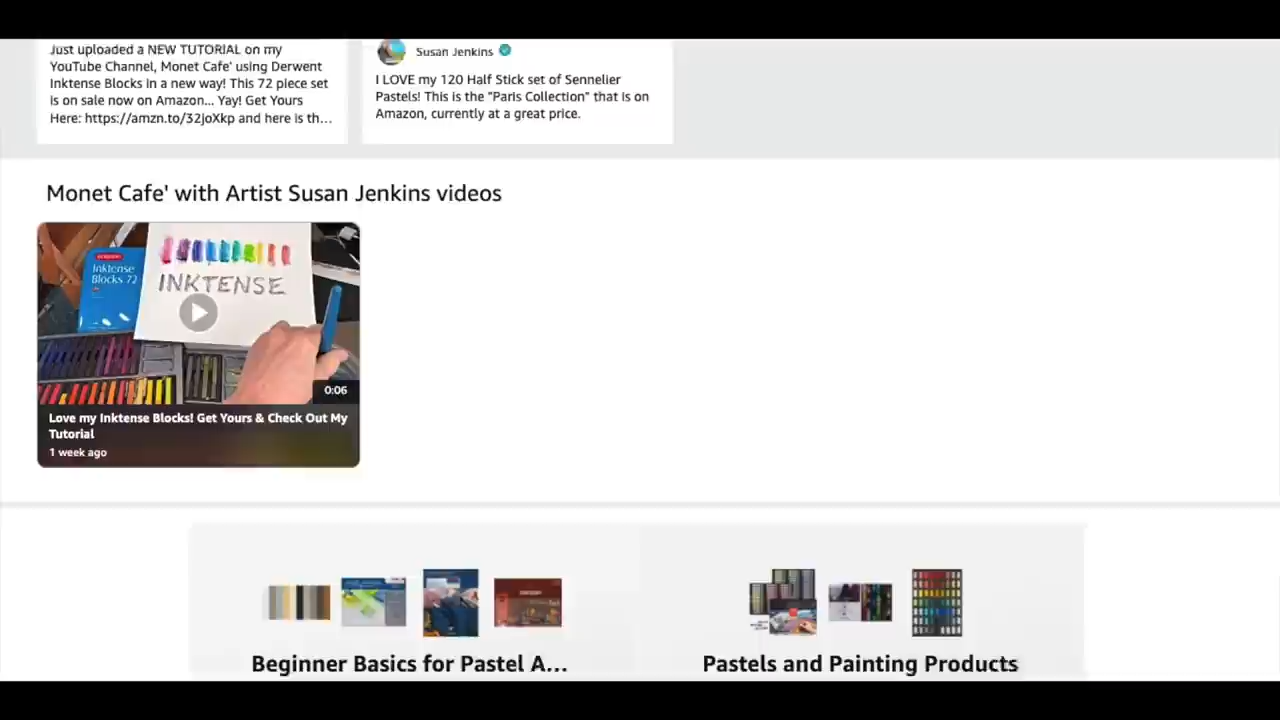 Just uploaded a NEW TUTORIAL on my
YouTube Channel, Monet Cafe' using Derwent
Inktense Blocks in a new way! This 72 piece set
is on sale now on Amazon... Yay! Get Yours
Here: https://amzn.to/32joXkp and here is th...
Susan Jenkins
I LOVE my 120 Half Stick set of Sennelier
Pastels! This is the "Paris Collection" that is on
Amazon, currently at a great price.
Monet Cafe' with Artist Susan Jenkins videos
Inktense
Blocks 72
INKTENSE
0:06
Love my Inktense Blocks! Get Yours & Check Out My
Tutorial
1 week ago
Beginner Basics for Pastel A...
Pastels and Painting Products